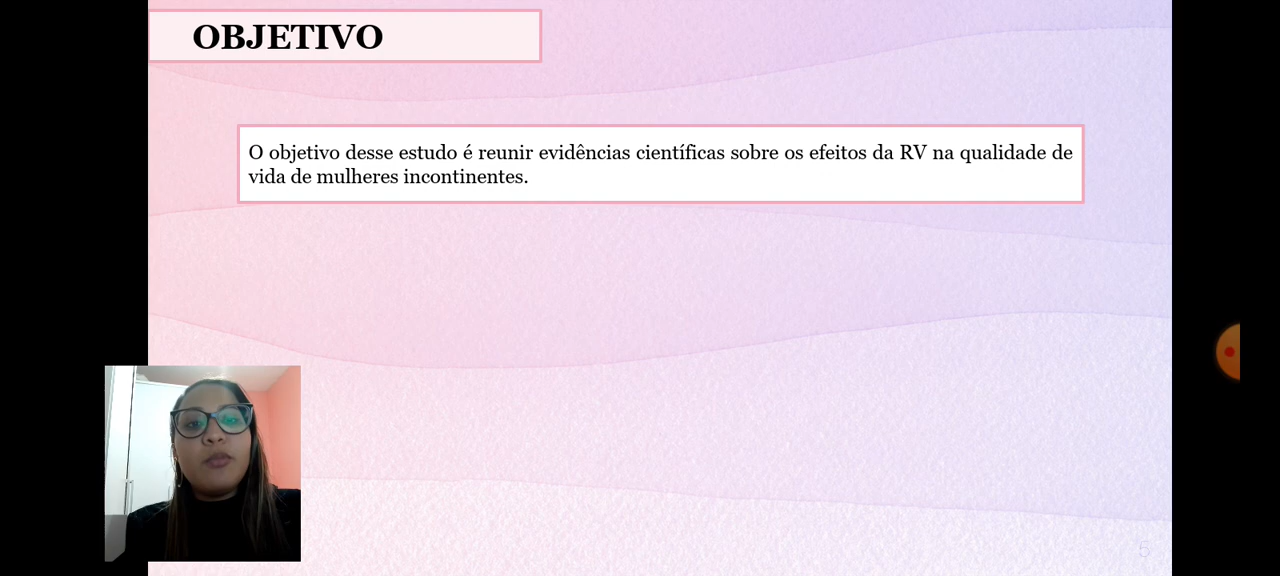 OBJETIVO
O objetivo desse estudo é reunir evidências científicas sobre os efeitos da RV na qualidade de
vida de mulheres incontinentes.
6